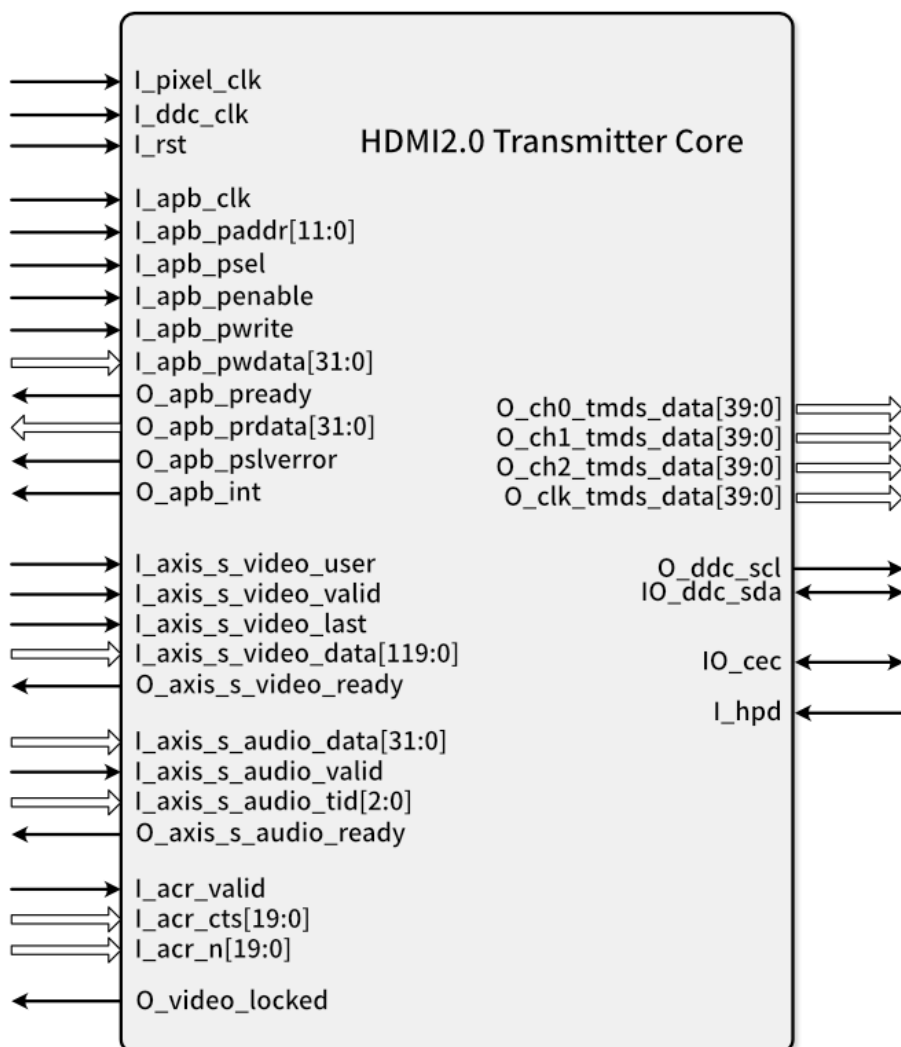 HDMI2.0 Transmitter Core
I_pixel_clk
I_ddc_clk
I_rst
I_apb_clk
I_apb_paddr[11:0]
I_apb_psel
I_apb_penable
I_apb_pwrite
I_apb_pwdata[31:0]
O_apb_pready
O_apb_prdata[31:0]
O_apb_pslverror
O_apb_int
I_axis_s_video_user
I_axis_s_video_valid
I_axis_s_video_last
I_axis_s_video_data[119:0]
O_axis_s_video_ready
I_axis_s_audio_data[31:0]
I_axis_s_audio_valid
I_axis_s_audio_tid[2:0]
O_axis_s_audio_ready
I_acr_valid
I_acr_cts[19:0]
I_acr_n[19:0]
O_video_locked
O_ch0_tmds_data[39:0]
O_ch1_tmds_data[39:0]
O_ch2_tmds_data[39:0]
O_clk_tmds_data[39:0]
O_ddc_scl
IO_ddc_sda
IO_cec
I_hpd